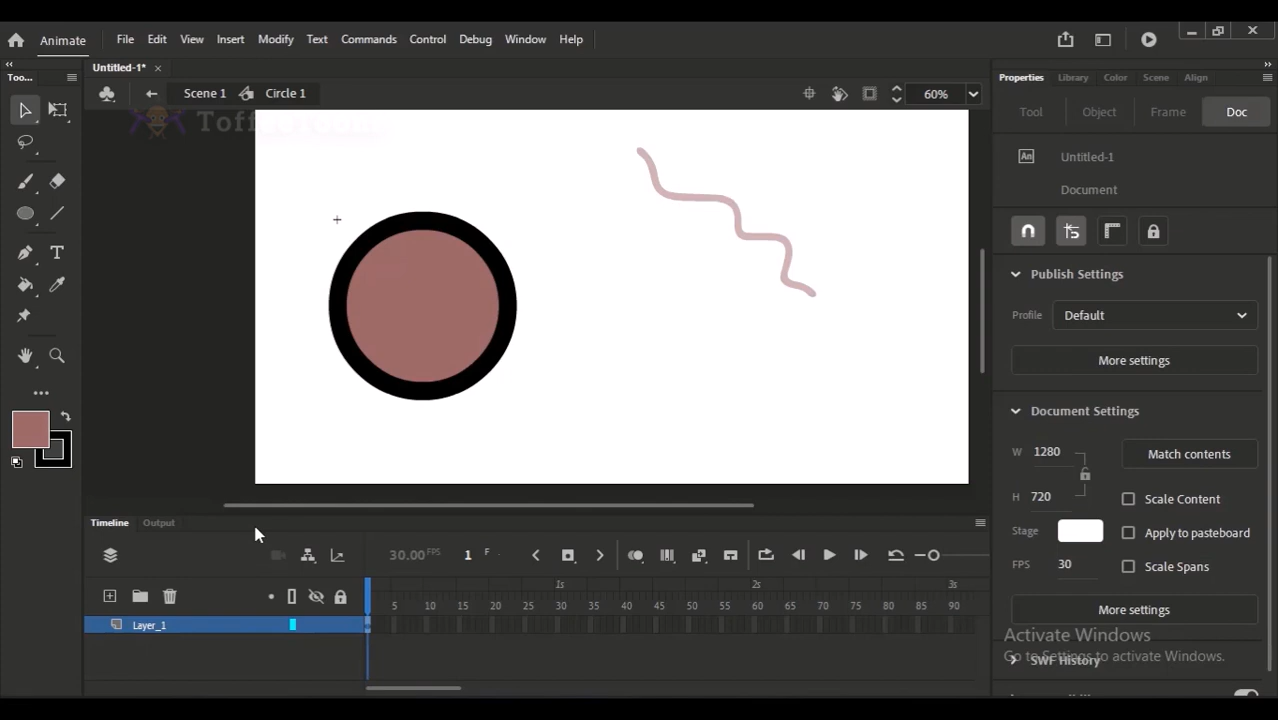 Animate File Edit View Insert Modify Text Commands Control Debug Window Help
Untitled-1* ×
Too...
Scene 1 Circle 1 60%
Properties Library Color Scene Align
Tool Object Frame Doc
An Untitled-1
Document
Publish Settings
Profile Default
More settings
Document Settings
W 1280 Match contents
H 720 Scale Content
Stage Apply to pasteboard
FPS 30 Scale Spans
More settings
SWF History
Timeline Output
30.00 FPS 1 F
1s 2s 3s
5 10 15 20 25 30 35 40 45 50 55 60 65 70 75 80 85 90
Layer_1
Activate Windows
Go to Settings to activate Windows.